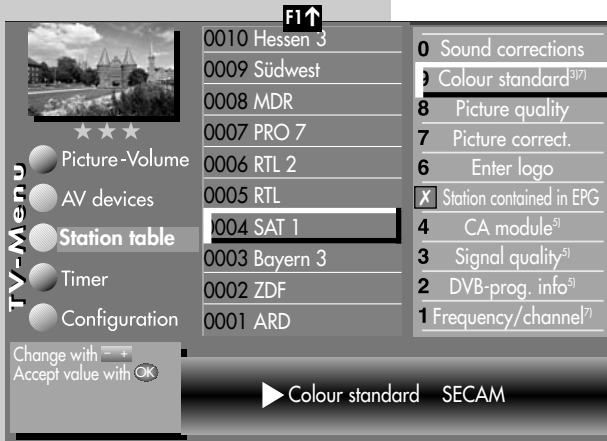 F1↑
TV-Menu
Picture-Volume
AV devices
Station table
Timer
Configuration
0010 Hessen 3
0009 Südwest
0008 MDR
0007 PRO 7
0006 RTL 2
0005 RTL
0004 SAT 1
0003 Bayern 3
0002 ZDF
0001 ARD
0 Sound corrections
9 Colour standard3)7)
8 Picture quality
7 Picture correct.
6 Enter logo
✗ Station contained in EPG
4 CA module5)
3 Signal quality5)
2 DVB-prog. info5)
1 Frequency/channel7)
Change with - +
Accept value with OK
Colour standard SECAM